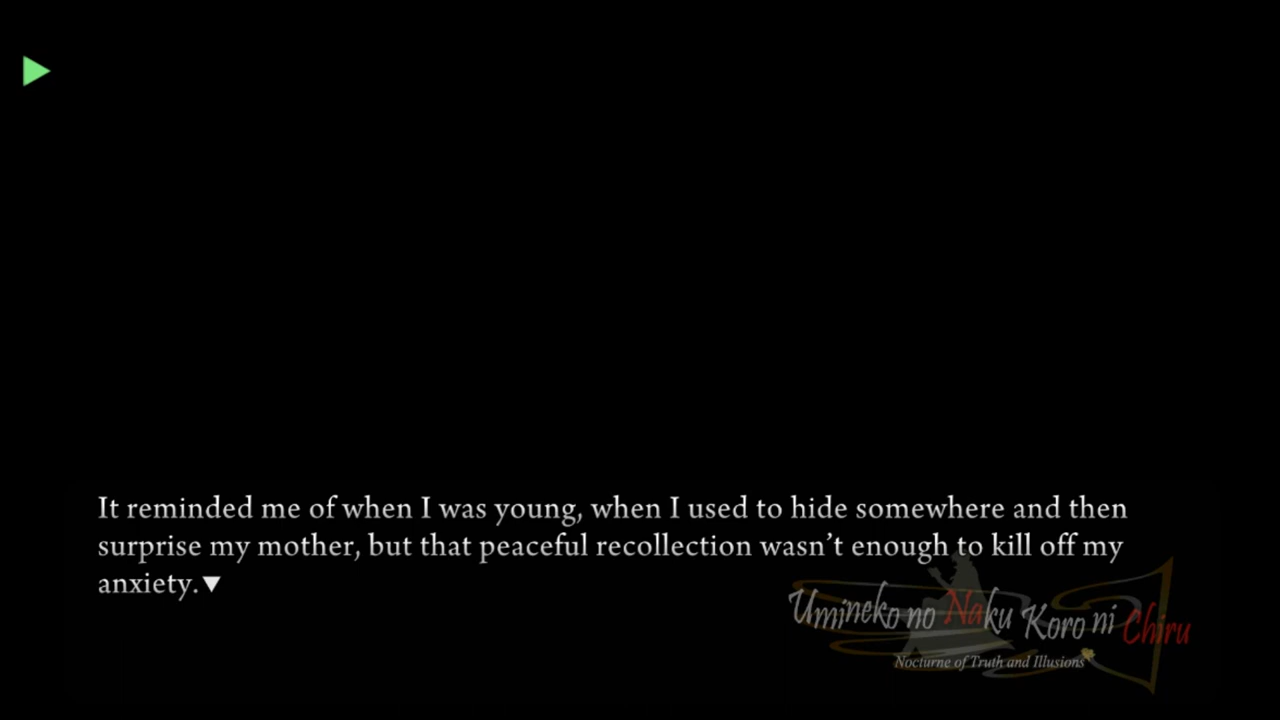 It reminded me of when I was young, when I used to hide somewhere and then
surprise my mother, but that peaceful recollection wasn't enough to kill off my
anxiety.
Umineko no Naku Koro ni Chiru
Nocturne of Truth and Illusions